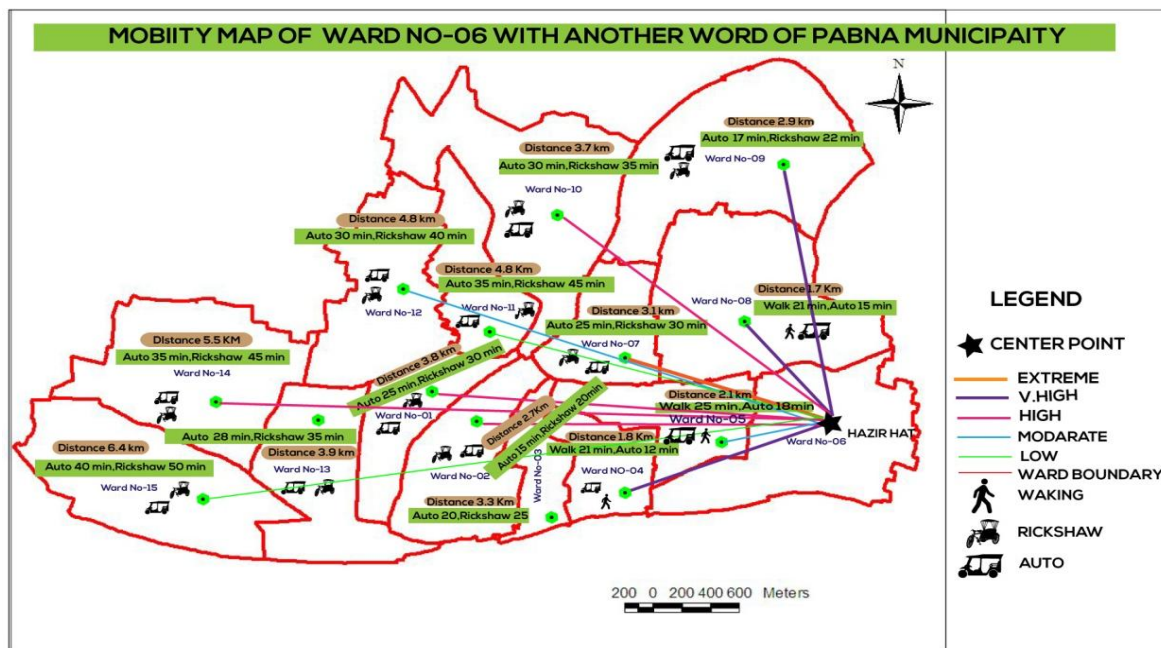 MOBIITY MAP OF WARD NO-06 WITH ANOTHER WORD OF PABNA MUNICIPAITY
N
Distance 2.9 km
Auto 17 min,Rickshaw 22 min
Ward No-09
Distance 3.7 km
Auto 30 min,Rickshaw 35 min
Ward No-10
Distance 4.8 km
Auto 30 min,Rickshaw 40 min
Ward No-12
Distance 4.8 Km
Auto 35 min,Rickshaw 45 min
Ward No-11
Distance 1.7 Km
Walk 21 min,Auto 15 min
Ward No-08
Distance 3.1 km
Auto 25 min,Rickshaw 30 min
Ward No-07
DIstance 5.5 KM
Auto 35 min,Rickshaw 45 min
Ward No-14
Distance 3.8 km
Auto 25 min,Rickshaw 30 min
Ward No-01
Distance 2.1 km
Walk 25 min,Auto 18min
Ward No-05
HAZIR HAT
Ward No-06
Distance 2.7Km
Auto 15 min,Rickshaw 20min
Ward No-03
Distance 1.8 Km
Walk 21 min,Auto 12 min
Ward NO-04
Auto 28 min,Rickshaw 35 min
Distance 3.9 km
Ward No-13
Distance 6.4 km
Auto 40 min,Rickshaw 50 min
Ward No-15
Ward No-02
Distance 3.3 Km
Auto 20,Rickshaw 25
200 0 200 400 600 Meters
LEGEND
CENTER POINT
EXTREME
V.HIGH
HIGH
MODARATE
LOW
WARD BOUNDARY
WAKING
RICKSHAW
AUTO